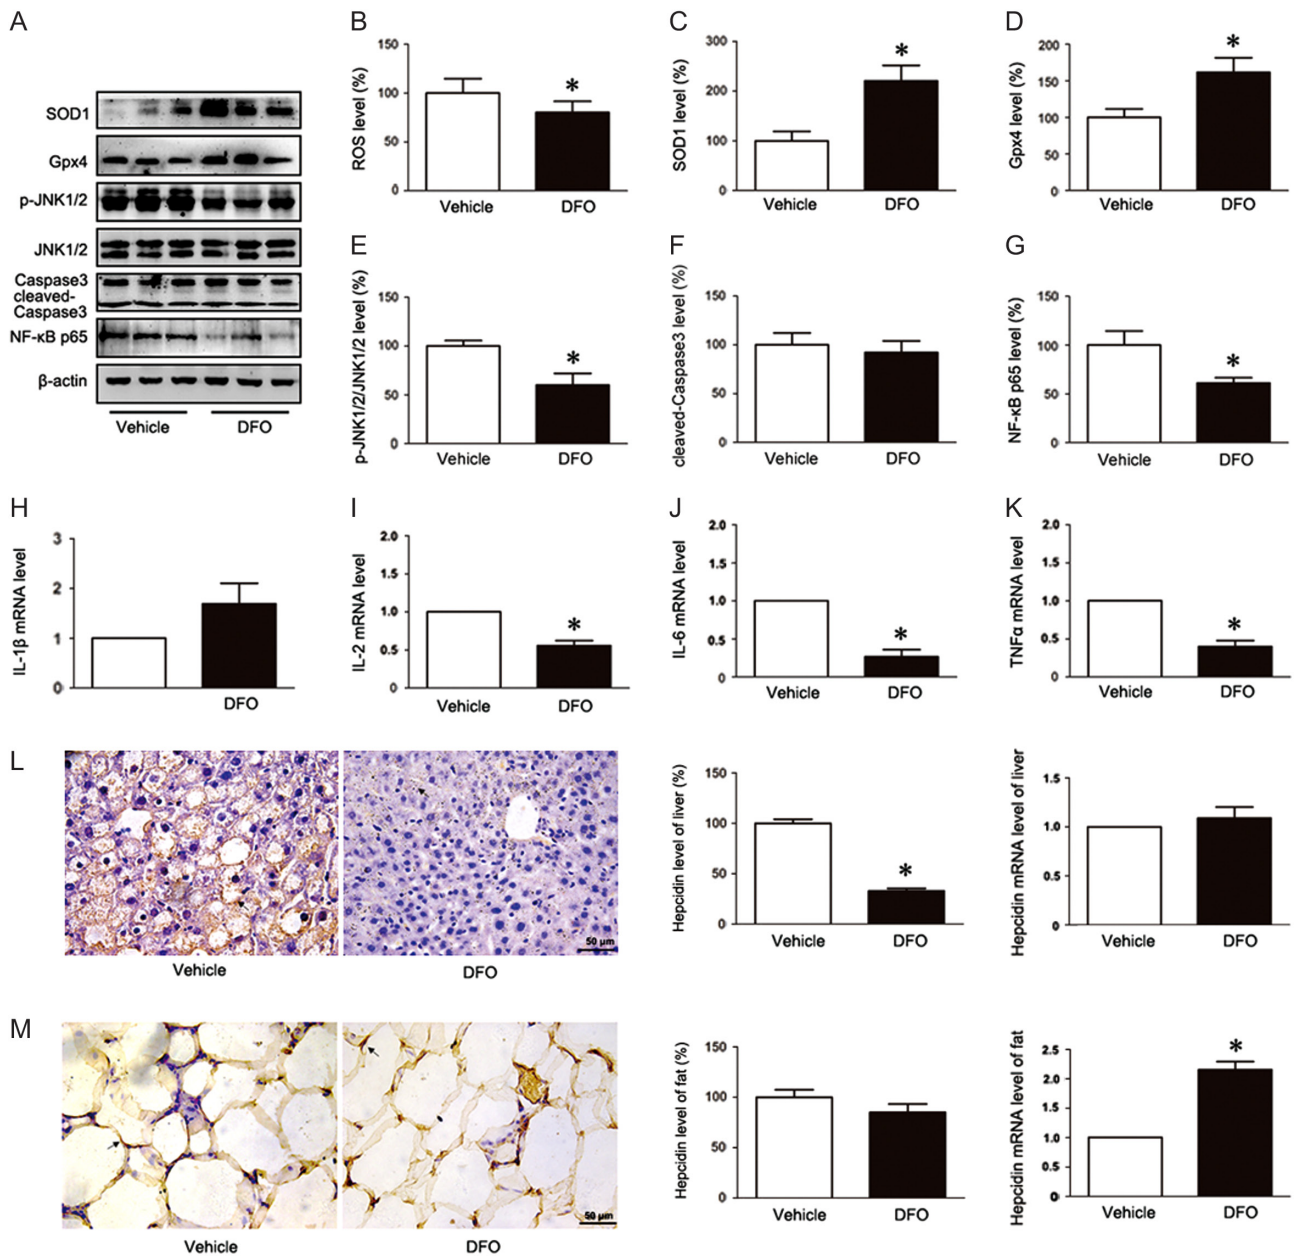 A
SOD1
Gpx4
p-JNK1/2
JNK1/2
Caspase3
cleaved-
Caspase3
NF-κB p65
β-actin
Vehicle
DFO
B
ROS level (%)
150
100
50
0
*
Vehicle
DFO
C
SOD1 level (%)
300
200
100
0
*
Vehicle
DFO
D
Gpx4 level (%)
200
150
100
50
0
*
Vehicle
DFO
E
p-JNK1/2/JNK1/2 level (%)
150
100
50
0
*
Vehicle
DFO
F
cleaved-Caspase3 level (%)
150
100
50
0
Vehicle
DFO
G
NF-κB p65 level (%)
150
100
50
0
*
Vehicle
DFO
H
IL-1β mRNA level
3
2
1
0
DFO
I
IL-2 mRNA level
2.0
1.5
1.0
0.5
0
*
Vehicle
DFO
J
IL-6 mRNA level
2.0
1.5
1.0
0.5
0
*
Vehicle
DFO
K
TNFα mRNA level
2.0
1.5
1.0
0.5
0
*
Vehicle
DFO
L
50 μm
Vehicle
DFO
Hepcidin level of liver (%)
150
100
50
0
*
Vehicle
DFO
Hepcidin mRNA level of liver
1.5
1.0
0.5
0
Vehicle
DFO
M
50 μm
Vehicle
DFO
Hepcidin level of fat (%)
150
100
50
0
Vehicle
DFO
Hepcidin mRNA level of fat
2.5
2.0
1.5
1.0
0.5
0
*
Vehicle
DFO